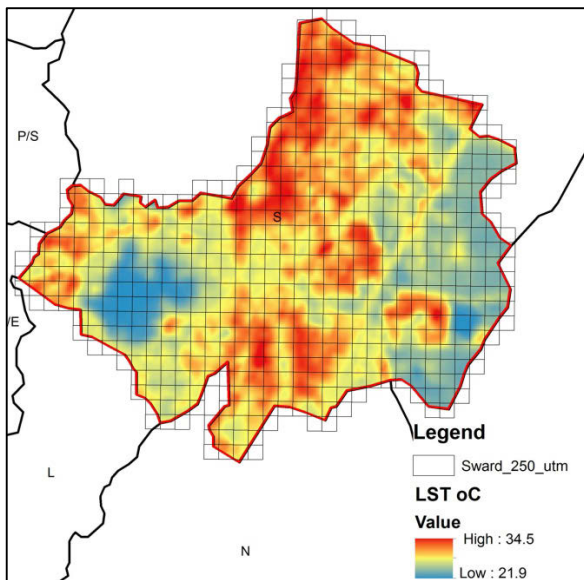 P/S
S
/E
L
N
Legend
Sward_250_utm
LST oC
Value
High : 34.5
Low : 21.9